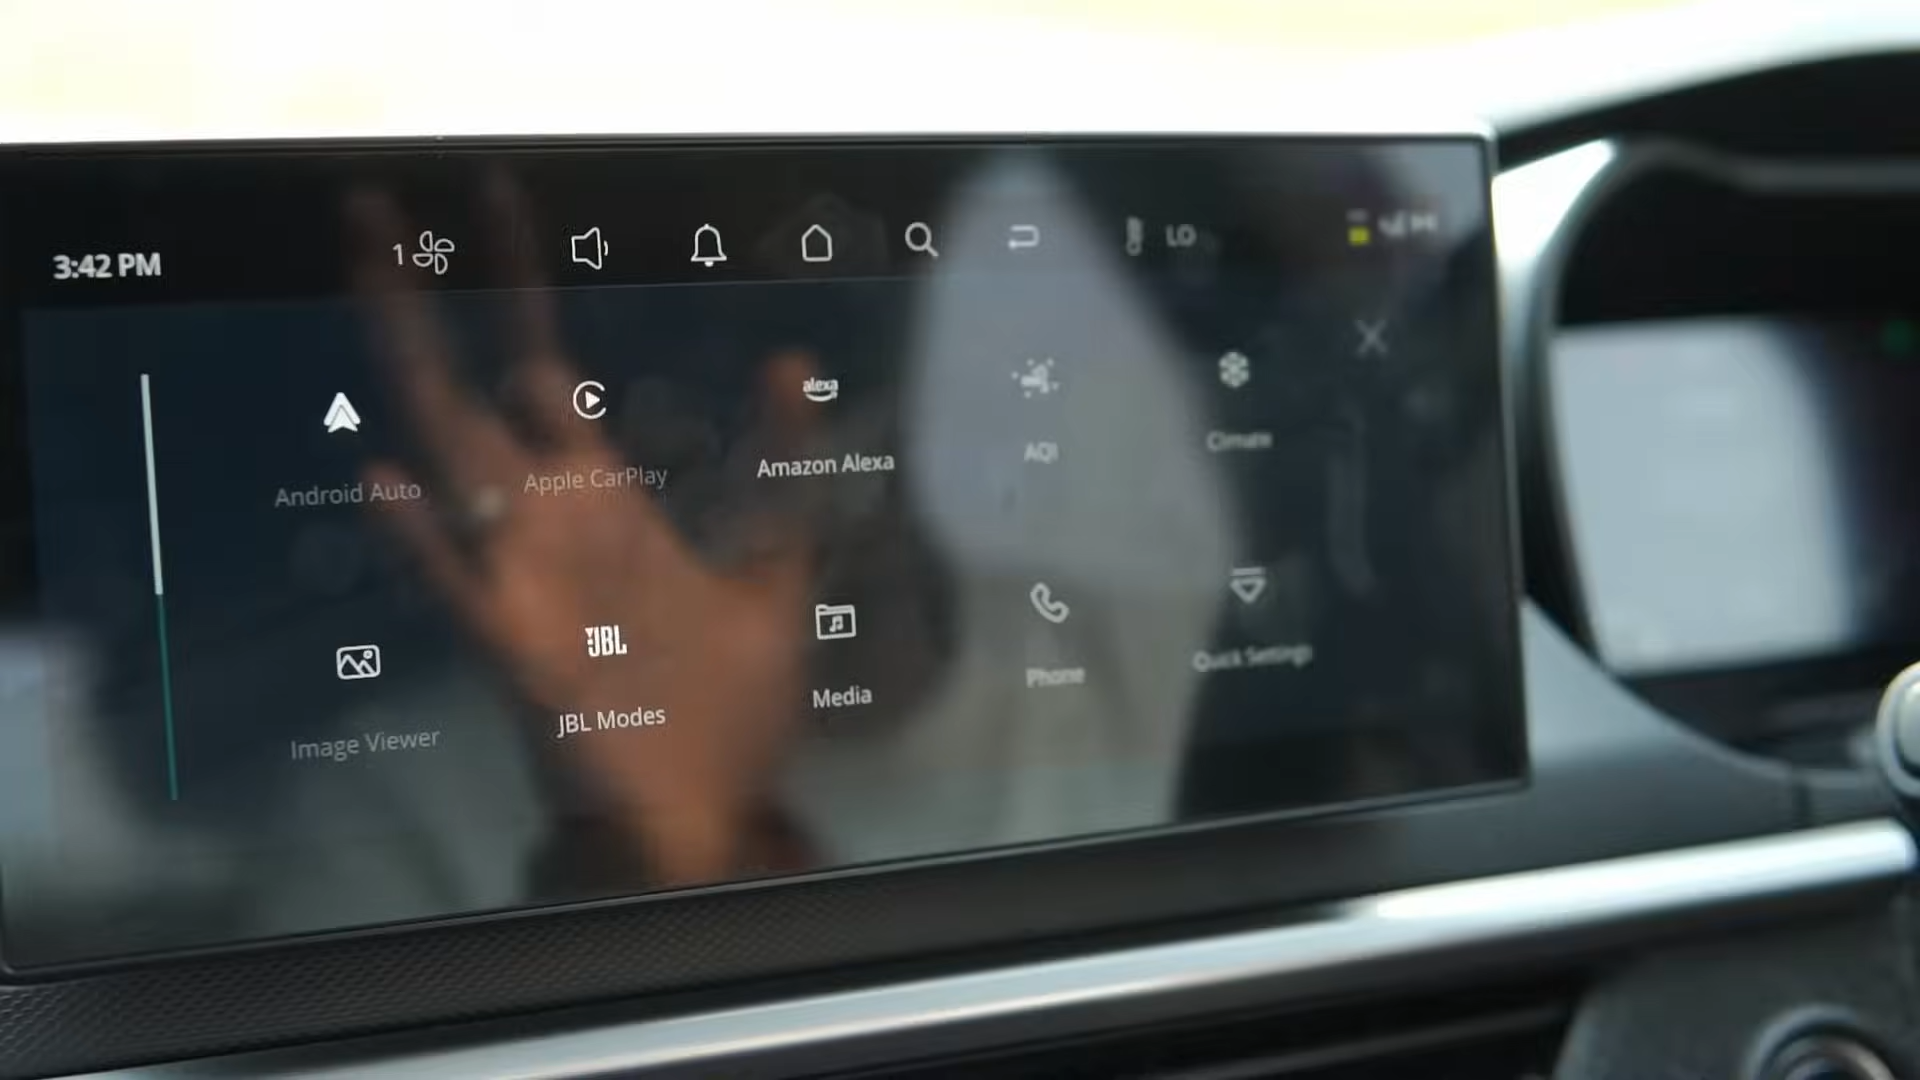 3:42 PM
1
LO
Android Auto
Apple CarPlay
alexa
Amazon Alexa
AQI
Climate
Image Viewer
JBL
JBL Modes
Media
Phone
Quick Settings